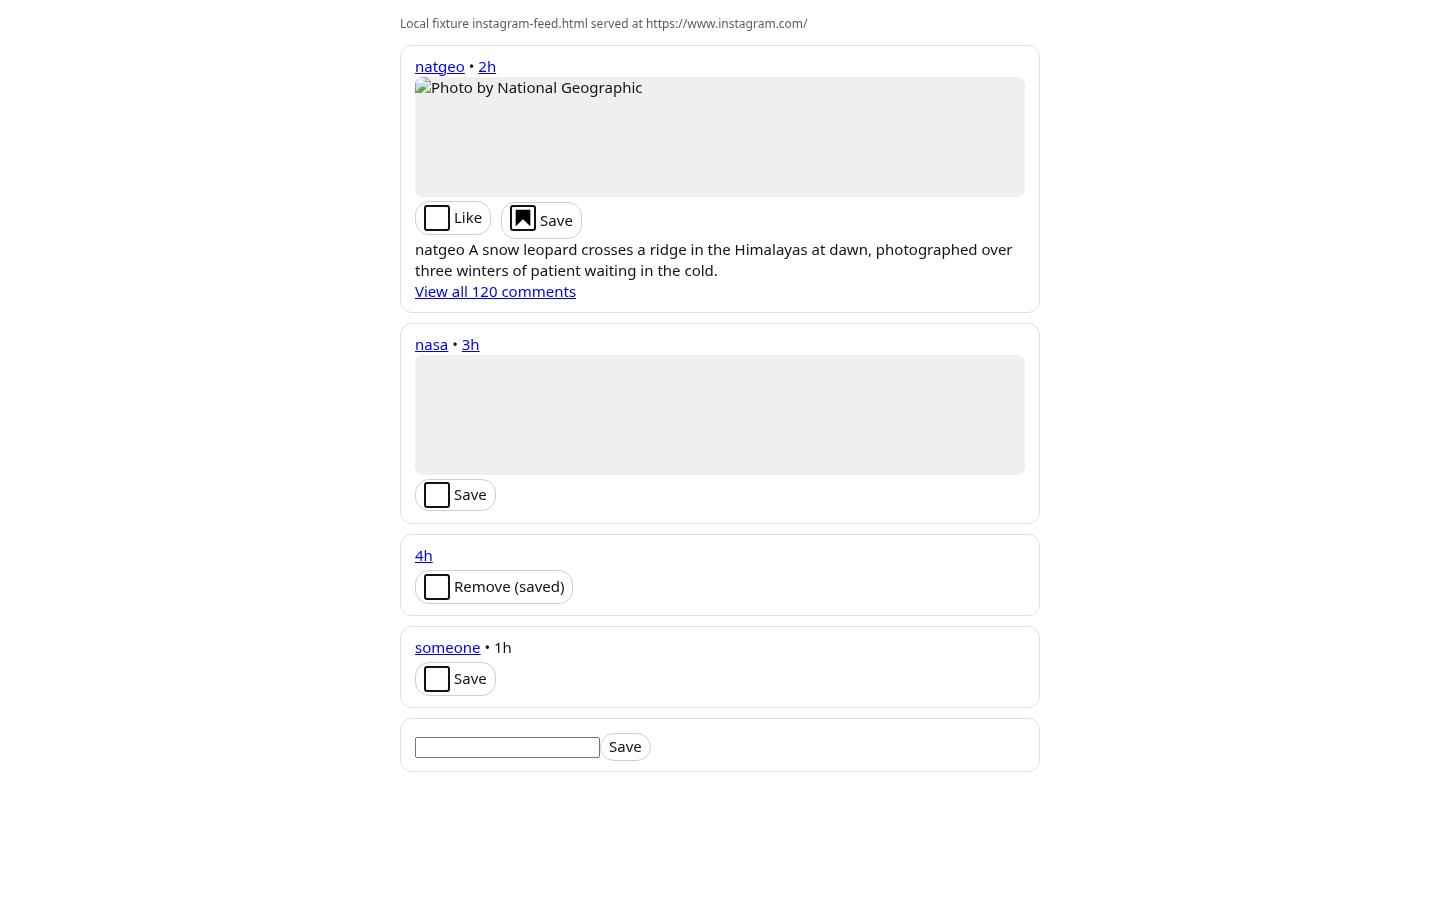 Local fixture instagram-feed.html served at https://www.instagram.com/
natgeo • 2h
Photo by National Geographic
Like Save
natgeo A snow leopard crosses a ridge in the Himalayas at dawn, photographed over
three winters of patient waiting in the cold.
View all 120 comments
nasa • 3h
Save
4h
Remove (saved)
someone • 1h
Save
Save